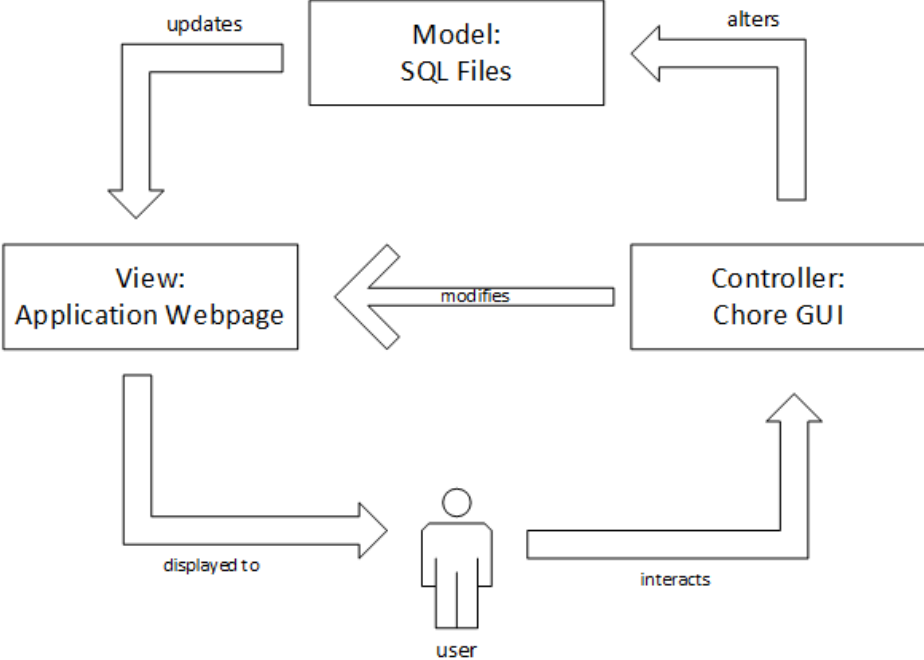 updates
Model:
SQL Files
alters
View:
Application Webpage
modifies
Controller:
Chore GUI
displayed to
interacts
user